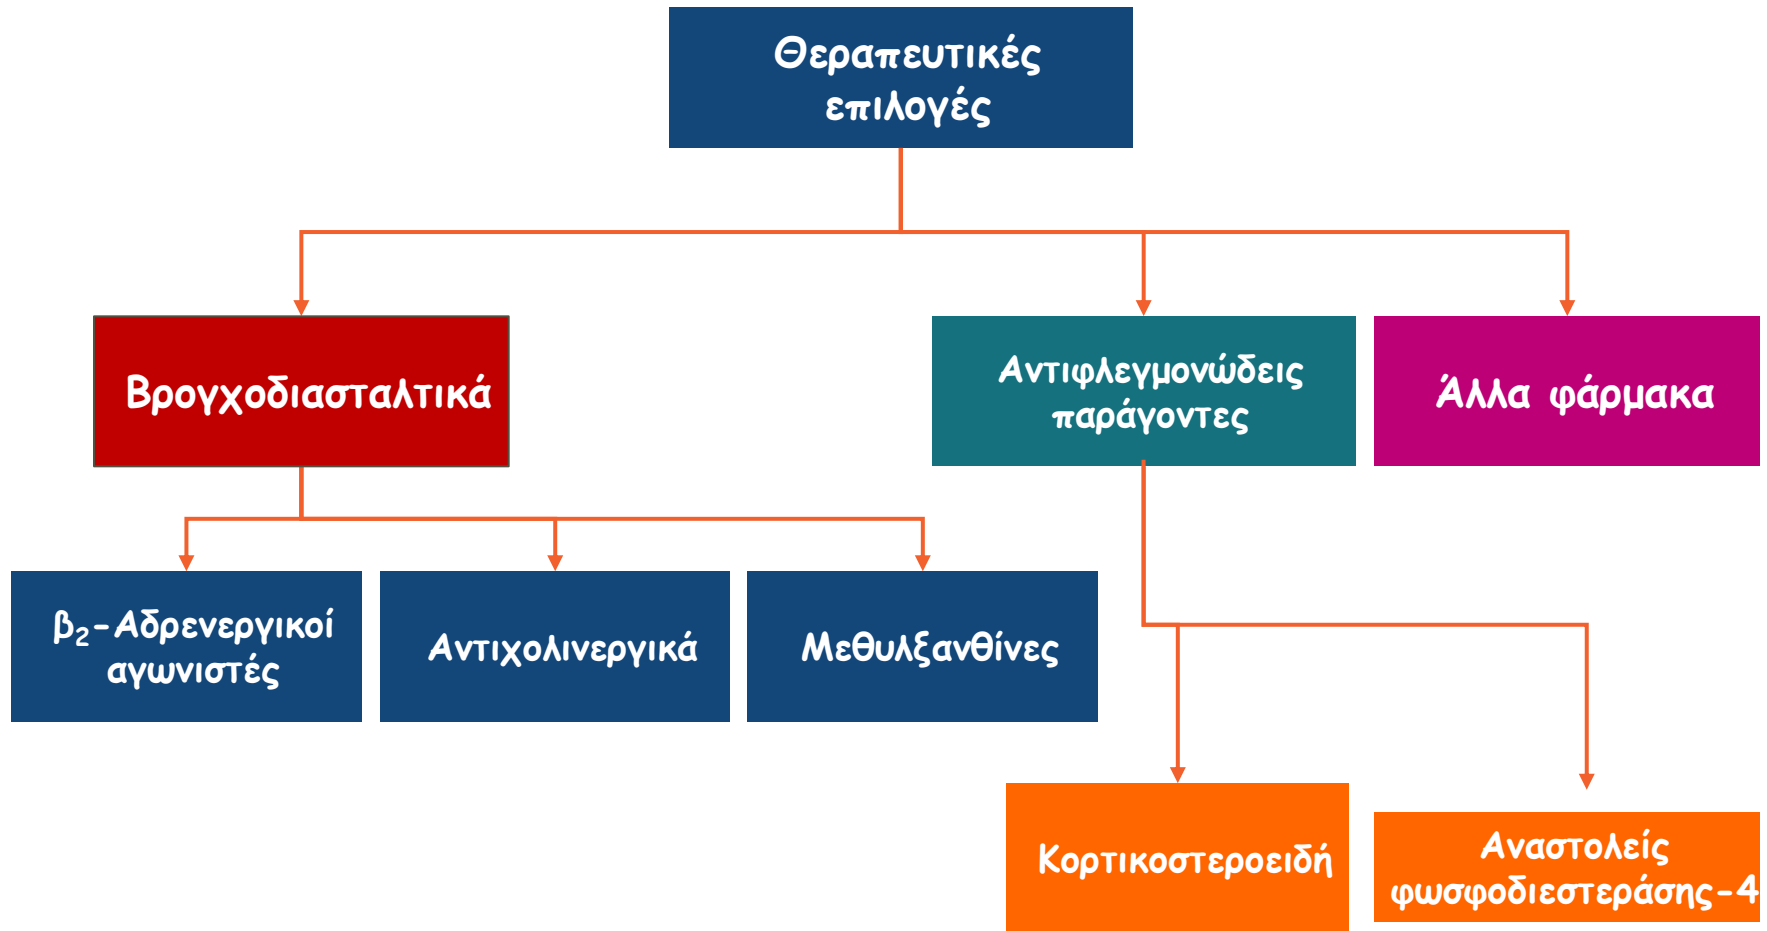 Θεραπευτικές
επιλογές
Βρογχοδιασταλτικά
Αντιφλεγμονώδεις
παράγοντες
Άλλα φάρμακα
β₂-Αδρενεργικοί
αγωνιστές
Αντιχολινεργικά
Μεθυλξανθίνες
Κορτικοστεροειδή
Αναστολείς
φωσφοδιεστεράσης-4